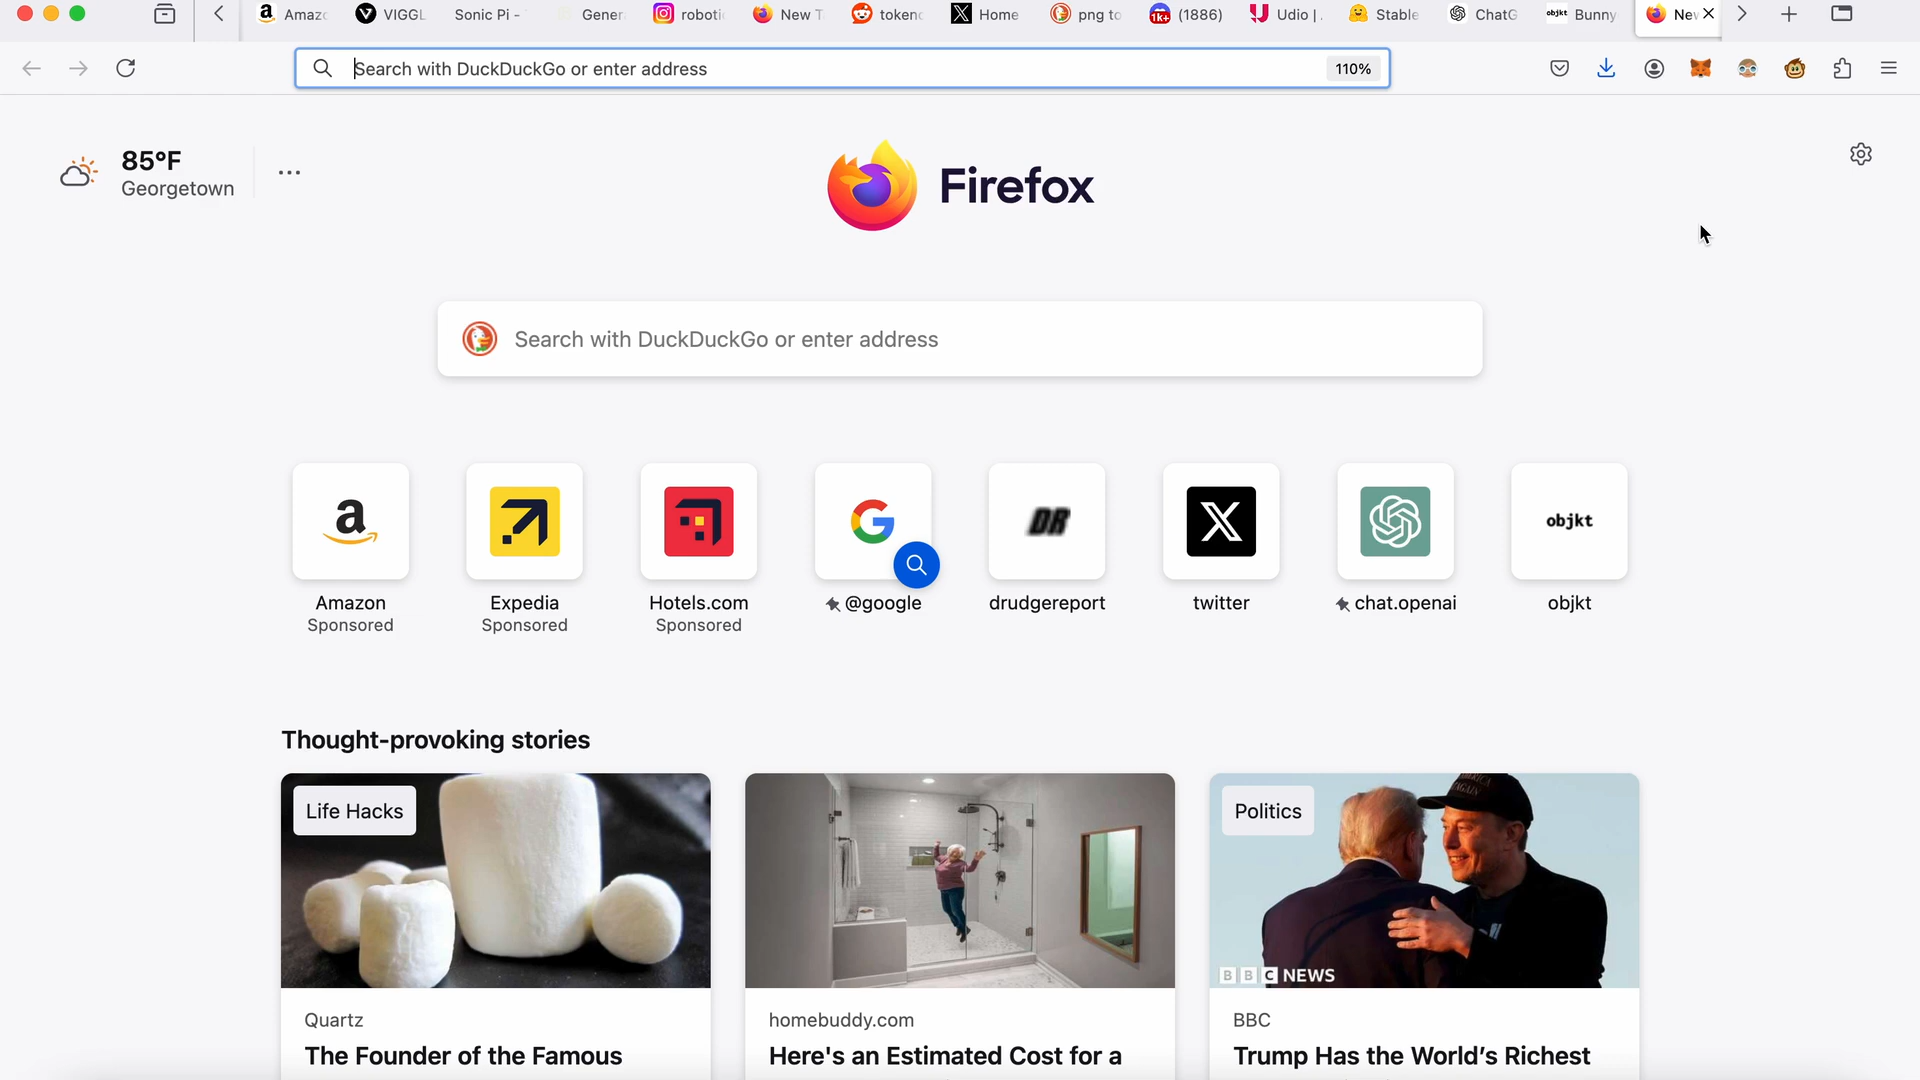 Amaz
VIGGL
Sonic Pi -
Gener
roboti
New T
token
Home
png to
1k+ (1886)
Udio | .
Stable
ChatG
objkt Bunny
Nev
Search with DuckDuckGo or enter address
110%
85°F
Georgetown
Firefox
Search with DuckDuckGo or enter address
a
DR
objkt
Amazon
Sponsored
Expedia
Sponsored
Hotels.com
Sponsored
@google
drudgereport
twitter
chat.openai
objkt
Thought-provoking stories
Life Hacks
Politics
BBC NEWS
Quartz
The Founder of the Famous
homebuddy.com
Here's an Estimated Cost for a
BBC
Trump Has the World's Richest